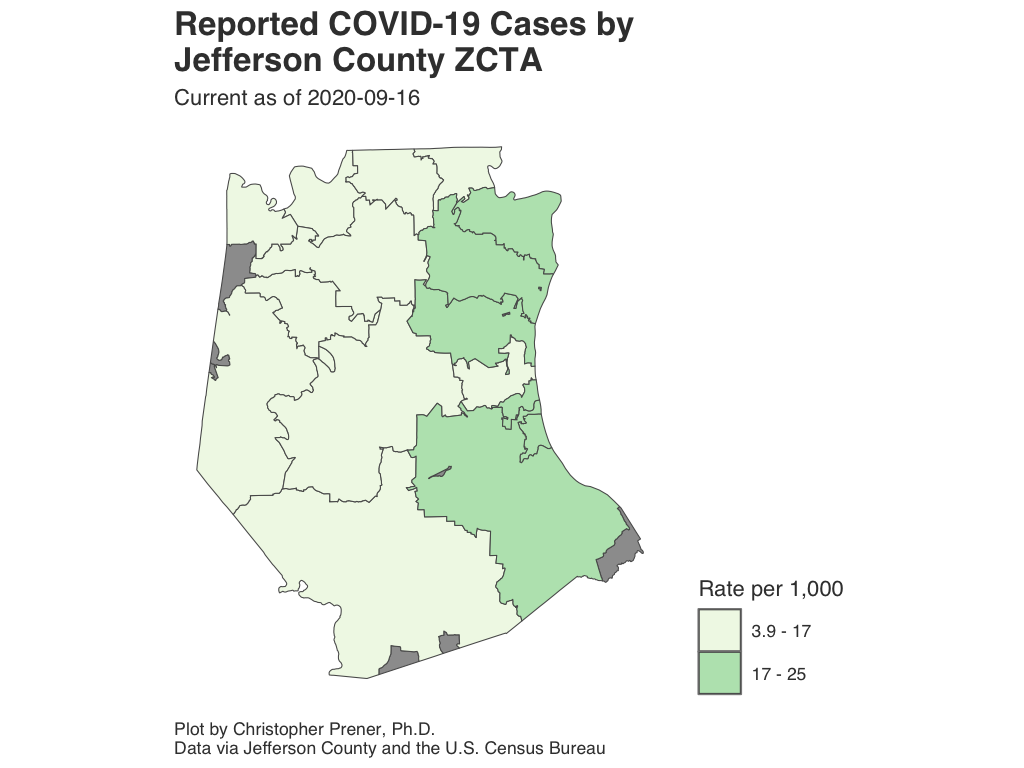 Reported COVID-19 Cases by
Jefferson County ZCTA
Current as of 2020-09-16
Rate per 1,000
3.9 - 17
17 - 25
Plot by Christopher Prener, Ph.D.
Data via Jefferson County and the U.S. Census Bureau